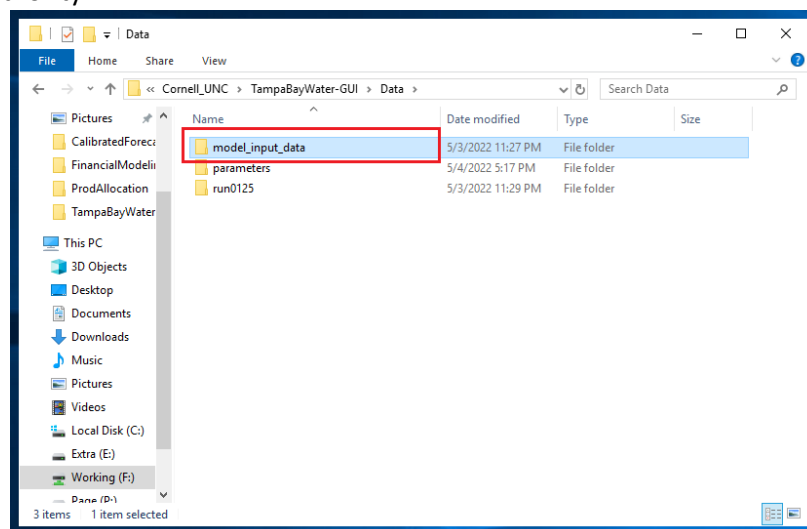 Data
File Home Share View
« Cornell_UNC > TampaBayWater-GUI > Data > Search Data
Name Date modified Type Size
Pictures
CalibratedForeca
FinancialModeli
ProdAllocation
TampaBayWater
This PC
3D Objects
Desktop
Documents
Downloads
Music
Pictures
Videos
Local Disk (C:)
Extra (E:)
Working (F:)
Page (P:)
model_input_data 5/3/2022 11:27 PM File folder
parameters 5/4/2022 5:17 PM File folder
run0125 5/3/2022 11:29 PM File folder
3 items 1 item selected